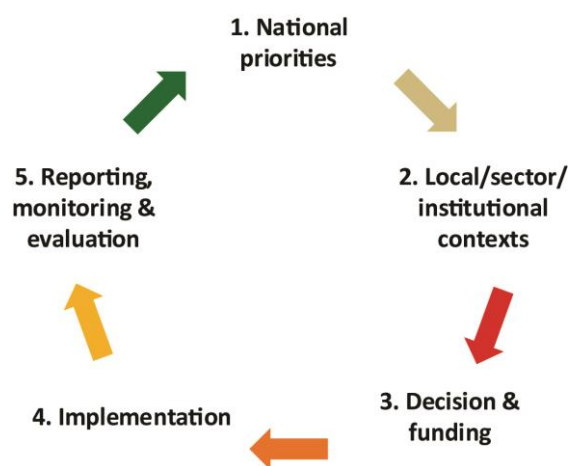 1. National
priorities
2. Local/sector/
institutional
contexts
3. Decision &
funding
4. Implementation
5. Reporting,
monitoring &
evaluation